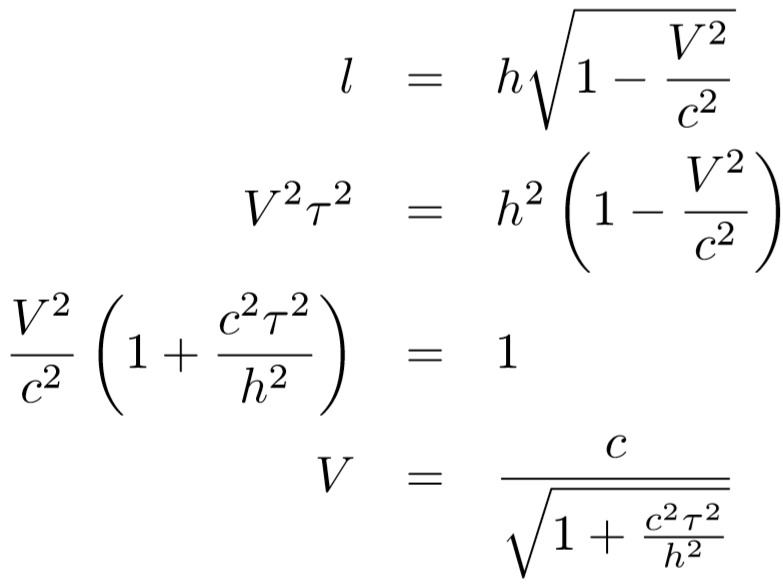 l = h√(1 − V²/c²)
V²τ² = h² (1 − V²/c²)
V²/c² (1 + c²τ²/h²) = 1
V = c/√(1 + c²τ²/h²)